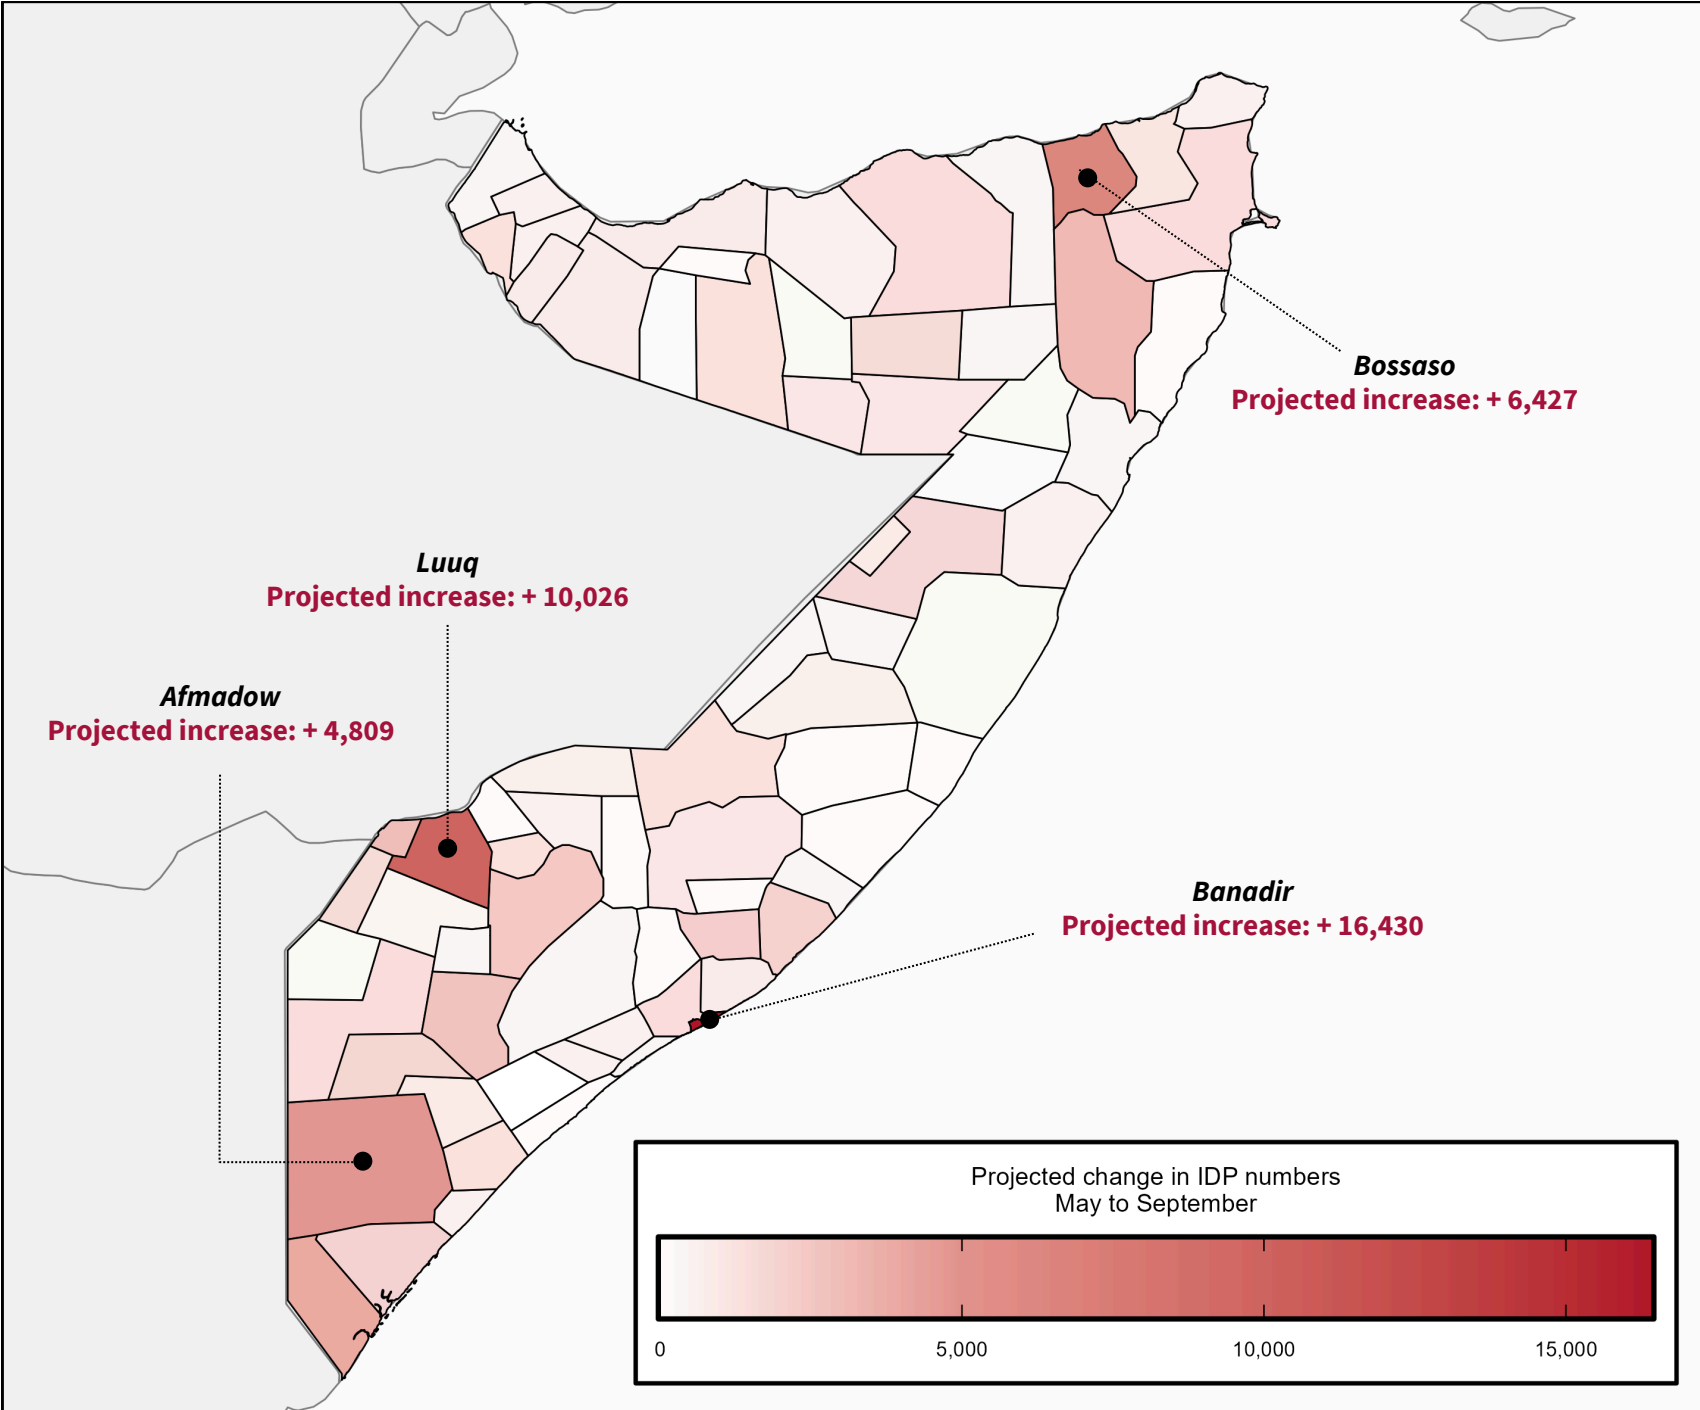 Bossaso
Projected increase: + 6,427
Luuq
Projected increase: + 10,026
Afmadow
Projected increase: + 4,809
Banadir
Projected increase: + 16,430
Projected change in IDP numbers
May to September
0 5,000 10,000 15,000